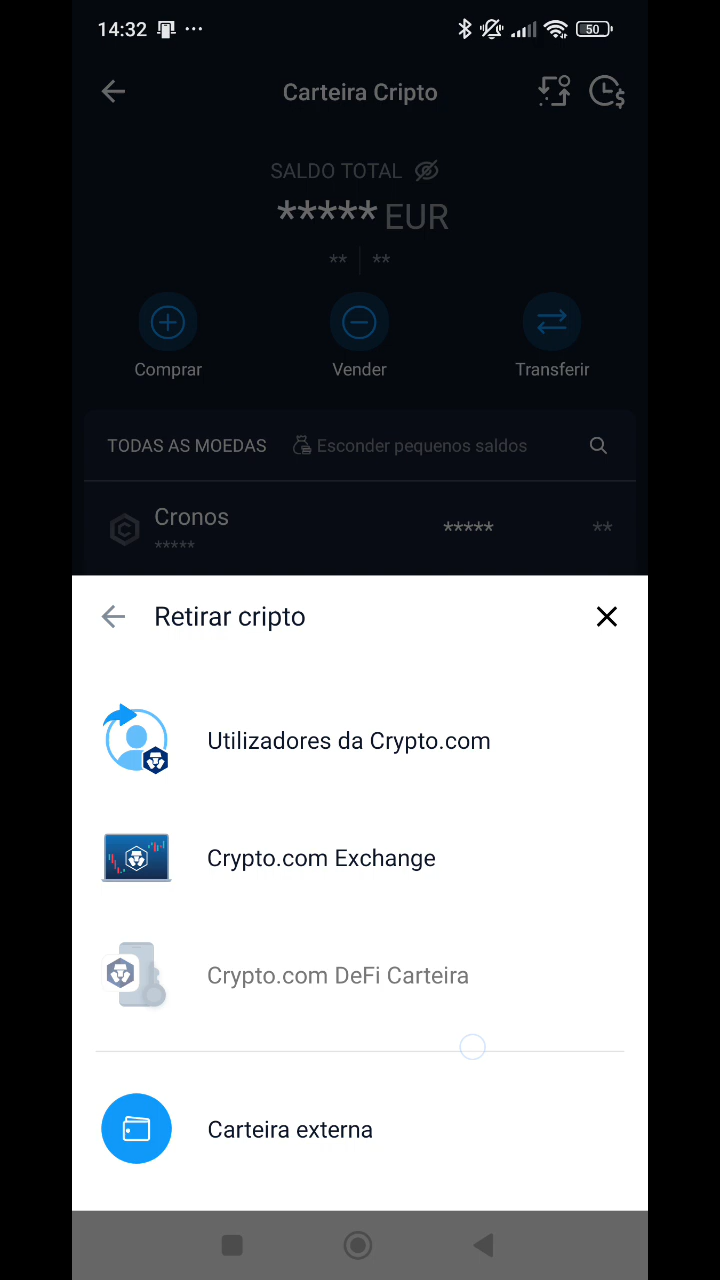 14:32
50
Carteira Cripto
SALDO TOTAL
***** EUR
** | **
Comprar Vender Transferir
TODAS AS MOEDAS Esconder pequenos saldos
Cronos ***** **
*****
Retirar cripto
Utilizadores da Crypto.com
Crypto.com Exchange
Crypto.com DeFi Carteira
Carteira externa